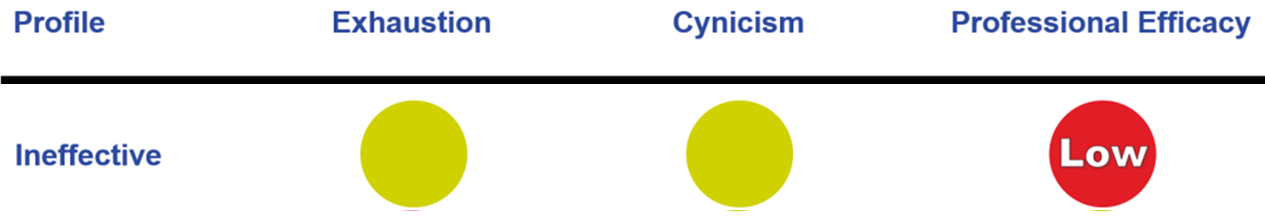 Profile Exhaustion Cynicism Professional Efficacy
Ineffective Low